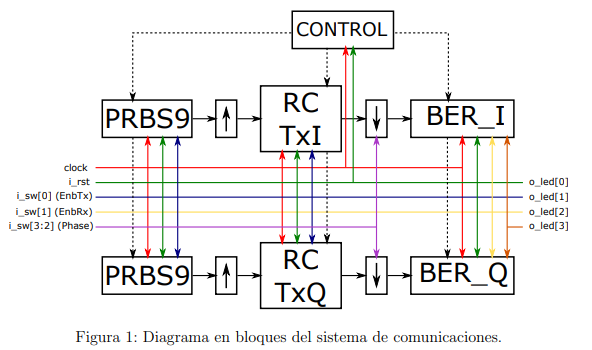 CONTROL
PRBS9
RC
TxI
BER_I
clock
i_rst
i_sw[0] (EnbTx)
i_sw[1] (EnbRx)
i_sw[3:2] (Phase)
o_led[0]
o_led[1]
o_led[2]
o_led[3]
PRBS9
RC
TxQ
BER_Q
Figura 1: Diagrama en bloques del sistema de comunicaciones.